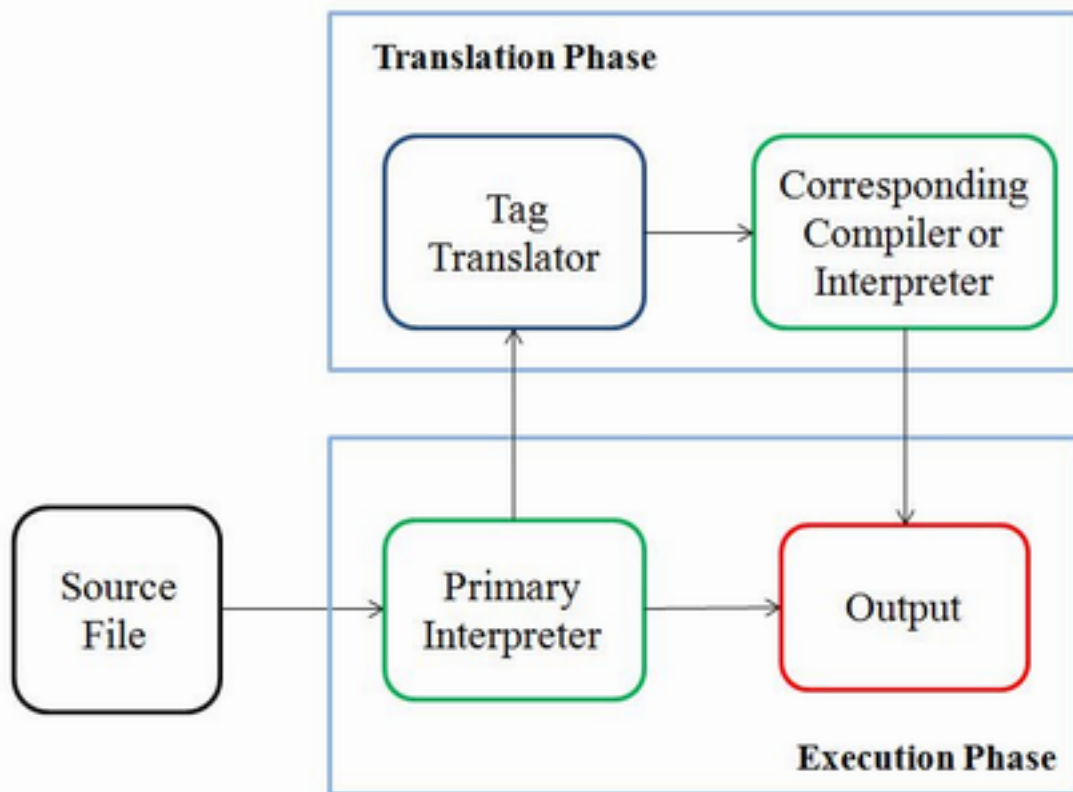 Translation Phase
Tag
Translator
Corresponding
Compiler or
Interpreter
Source
File
Primary
Interpreter
Output
Execution Phase